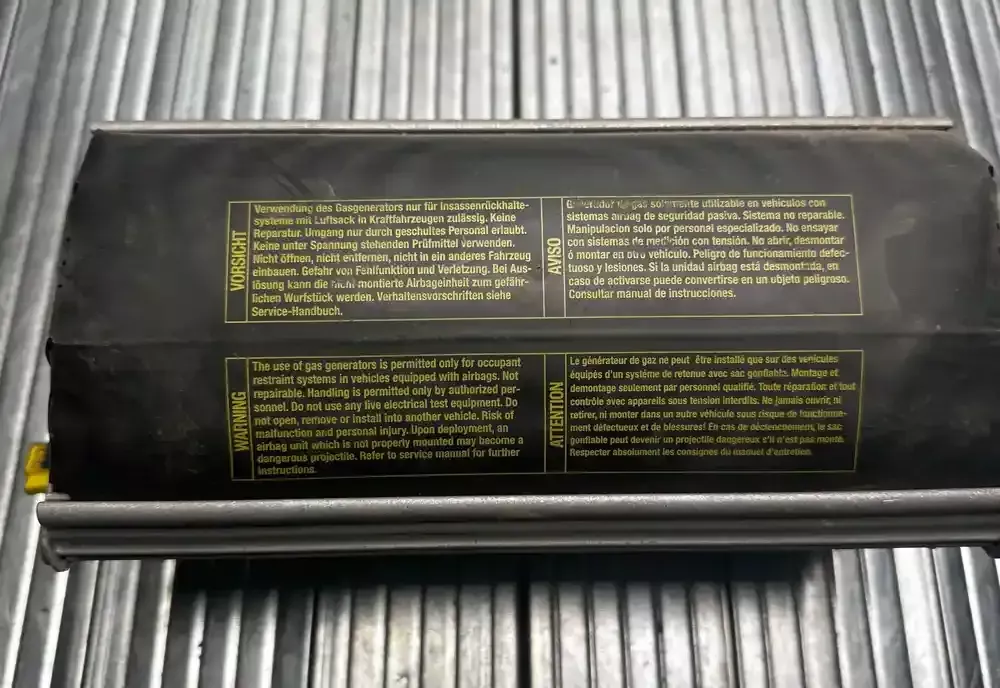 VORSICHT
Verwendung des Gasgenerators nur für Insassenrückhalte-
systeme mit Luftsack in Kraftfahrzeugen zulässig. Keine
Reparatur. Umgang nur durch geschultes Personal erlaubt.
Keine unter Spannung stehenden Prüfmittel verwenden.
Nicht öffnen, nicht entfernen, nicht in ein anderes Fahrzeug
einbauen. Gefahr von Fehlfunktion und Verletzung. Bei Aus-
lösung kann die nicht montierte Airbageinheit zum gefähr-
lichen Wurfstück werden. Verhaltensvorschriften siehe
Service-Handbuch.
AVISO
Generador de gas solamente utilizable en vehículos con
sistemas airbag de seguridad pasiva. Sistema no reparable.
Manipulacion solo por personal especializado. No ensayar
con sistemas de medición con tensión. No abrir, desmontar
ó montar en otro vehículo. Peligro de funcionamiento defec-
tuoso y lesiones. Si la unidad airbag está desmontada, en
caso de activarse puede convertirse en un objeto peligroso.
Consultar manual de instrucciones.
WARNING
The use of gas generators is permitted only for occupant
restraint systems in vehicles equipped with airbags. Not
repairable. Handling is permitted only by authorized per-
sonnel. Do not use any live electrical test equipment. Do
not open, remove or install into another vehicle. Risk of
malfunction and personal injury. Upon deployment, an
airbag unit which is not properly mounted may become a
dangerous projectile. Refer to service manual for further
instructions.
ATTENTION
Le générateur de gaz ne peut être installé que sur des véhicules
équipés d'un système de retenue avec sac gonflable. Montage et
demontage seulement par personnel qualifié. Toute réparation et tout
contrôle avec appareils sous tension interdits. Ne jamais ouvrir, ni
retirer, ni monter dans un autre véhicule sous risque de fonctionne-
ment défectueux et de blessures! En cas de déclenchement, le sac
gonflable peut devenir un projectile dangereux s'il n'est pas monté.
Respecter absolument les consignes du manuel d'entretien.